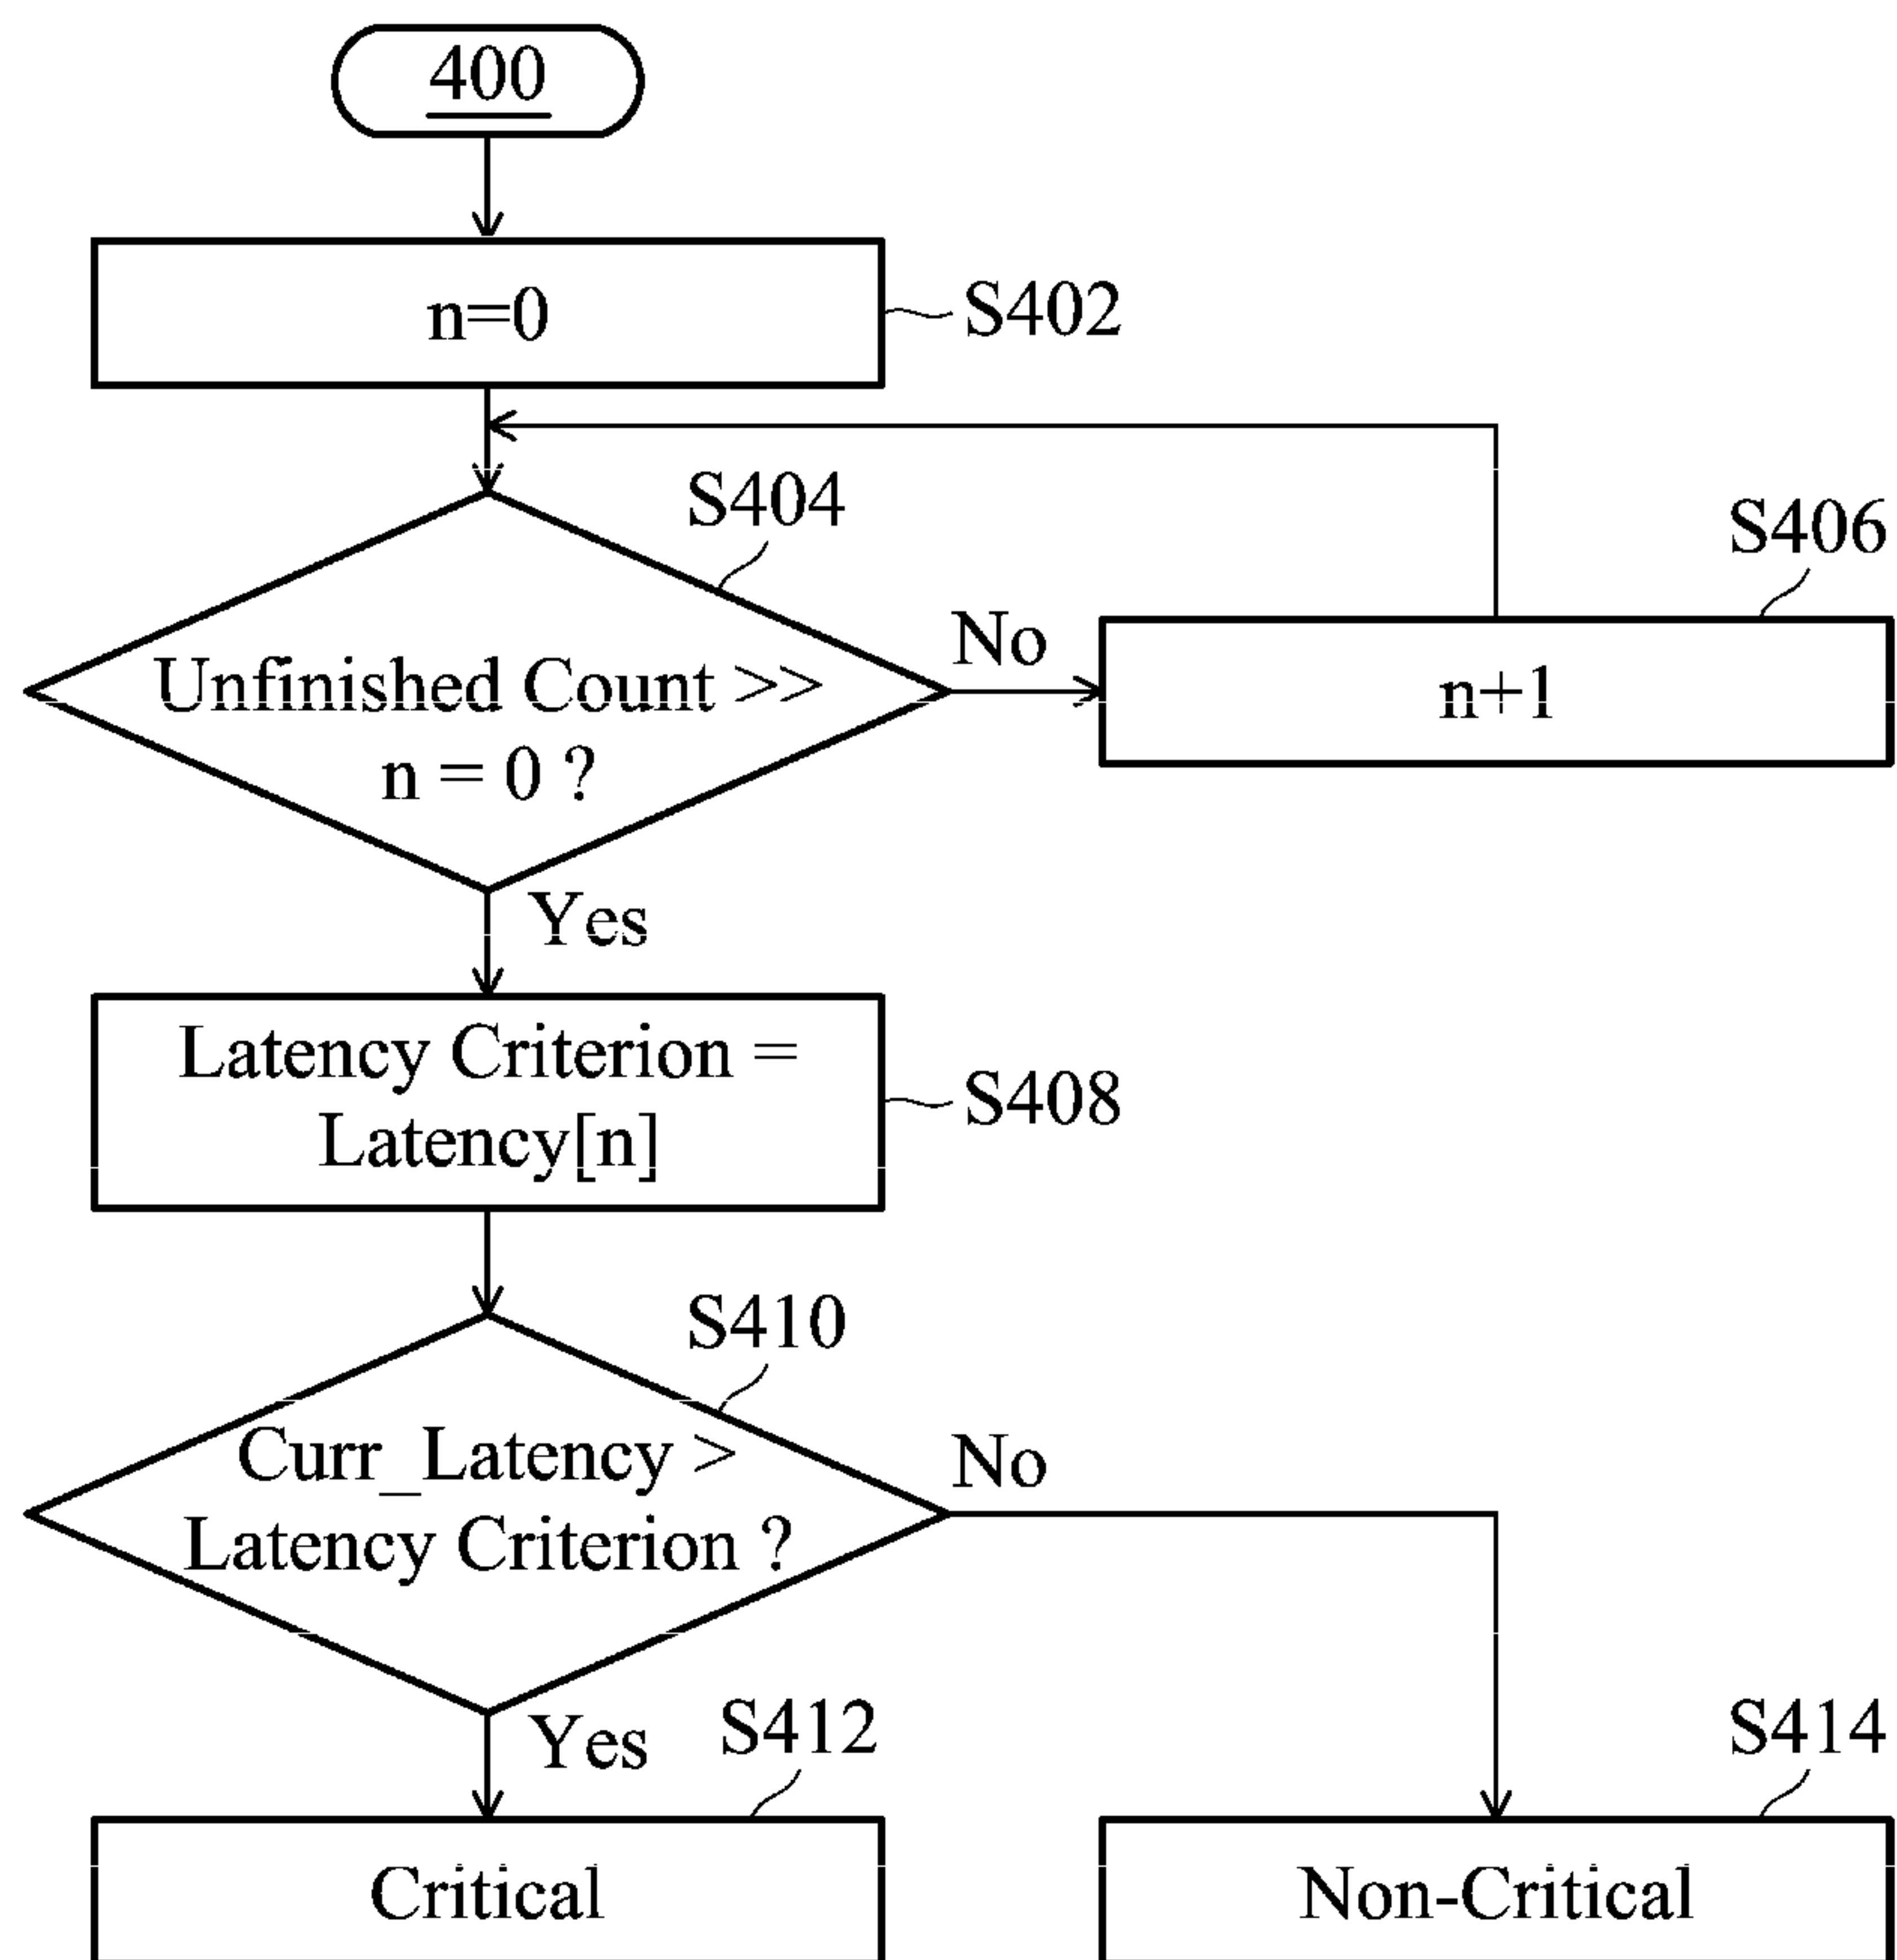 400
n=0
S402
S404
S406
Unfinished Count >>
n = 0 ?
No
n+1
Yes
Latency Criterion =
Latency[n]
S408
S410
Curr_Latency >
Latency Criterion ?
No
Yes
S412
S414
Critical
Non-Critical